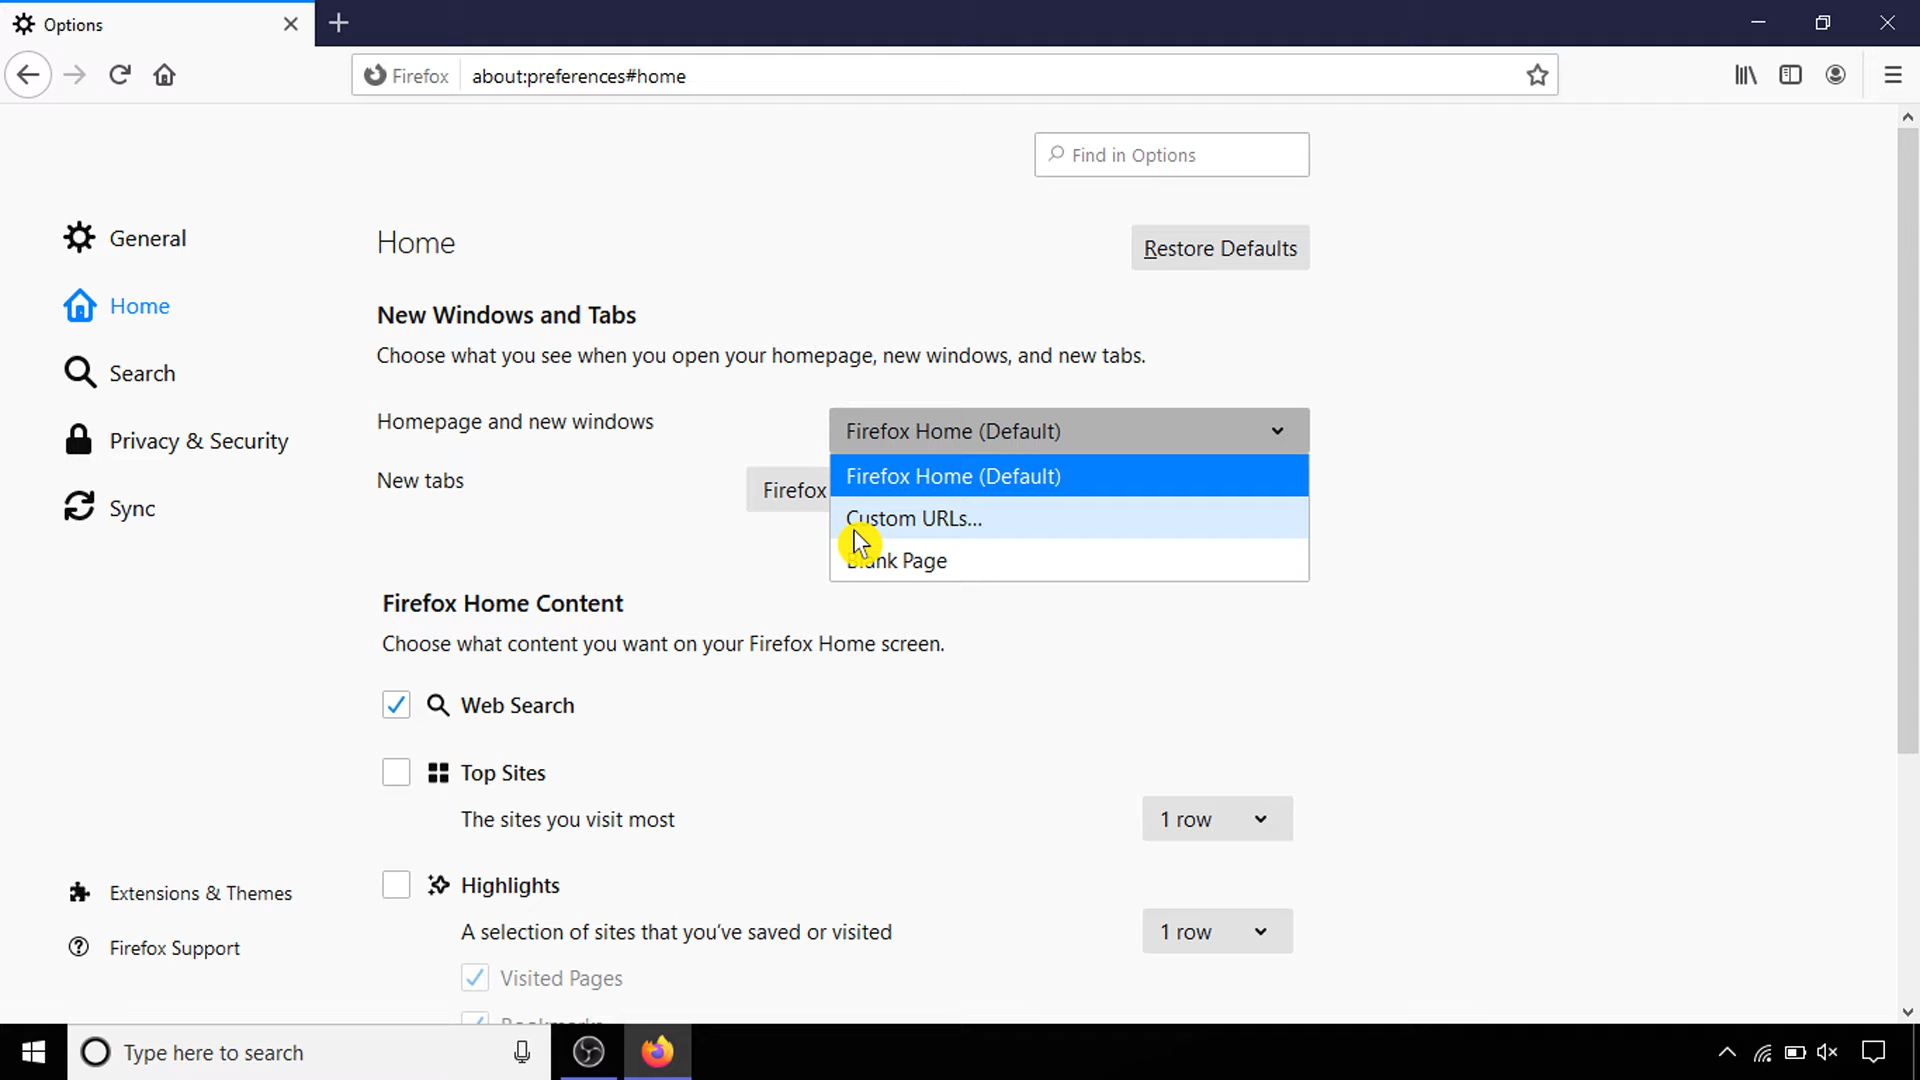 Options
Firefox
about:preferences#home
Find in Options
General
Home
Search
Privacy & Security
Sync
Extensions & Themes
Firefox Support
Home
Restore Defaults
New Windows and Tabs
Choose what you see when you open your homepage, new windows, and new tabs.
Homepage and new windows
Firefox Home (Default)
Firefox Home (Default)
Custom URLs...
Blank Page
New tabs
Firefox
Firefox Home Content
Choose what content you want on your Firefox Home screen.
Web Search
Top Sites
The sites you visit most
1 row
Highlights
A selection of sites that you've saved or visited
1 row
Visited Pages
Type here to search